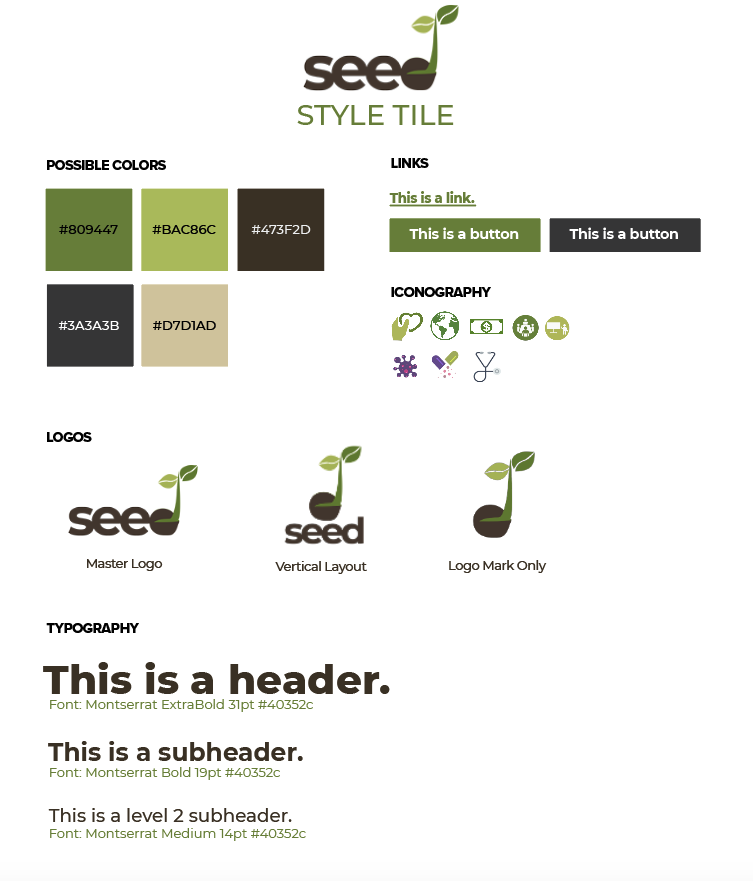 seed
STYLE TILE
POSSIBLE COLORS
#809447
#BAC86C
#473F2D
#3A3A3B
#D7D1AD
LINKS
This is a link.
This is a button
This is a button
ICONOGRAPHY
$
LOGOS
seed
Master Logo
seed
Vertical Layout
Logo Mark Only
TYPOGRAPHY
This is a header.
Font: Montserrat ExtraBold 31pt #40352c
This is a subheader.
Font: Montserrat Bold 19pt #40352c
This is a level 2 subheader.
Font: Montserrat Medium 14pt #40352c